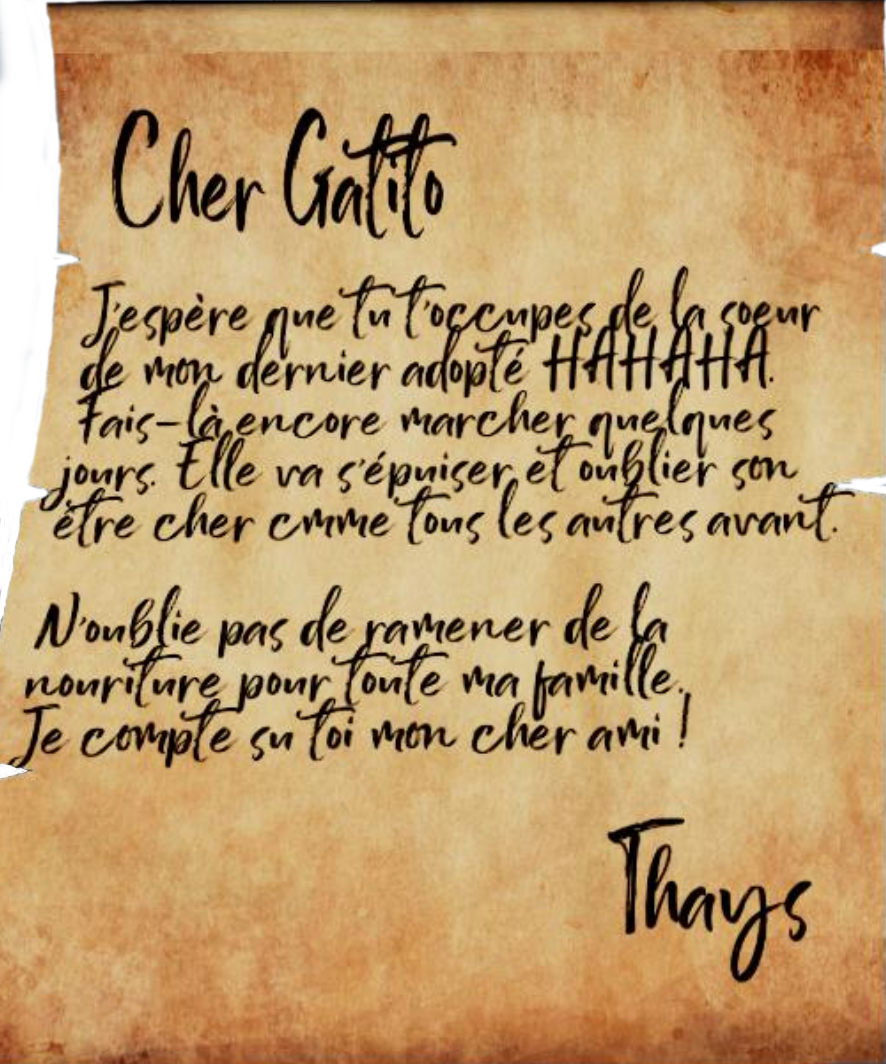 Cher Gatito
J'espère que tu t'occupes de la soeur
de mon dernier adopté HAHAHA.
Fais-là encore marcher quelques
jours. Elle va s'épuiser et oublier son
être cher cmme tous les autres avant.
N'oublie pas de ramener de la
nouriture pour toute ma famille.
Je compte su toi mon cher ami !
Thays